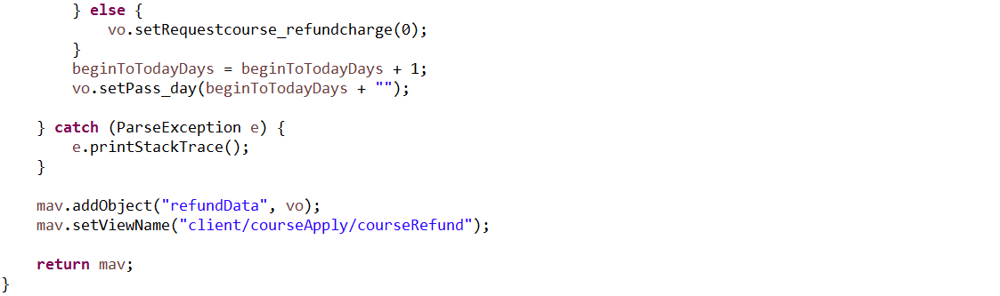 } else {
vo.setRequestcourse_refundcharge(0);
}
beginToTodayDays = beginToTodayDays + 1;
vo.setPass_day(beginToTodayDays + "");
} catch (ParseException e) {
e.printStackTrace();
}
mav.addObject("refundData", vo);
mav.setViewName("client/courseApply/courseRefund");
return mav;
}